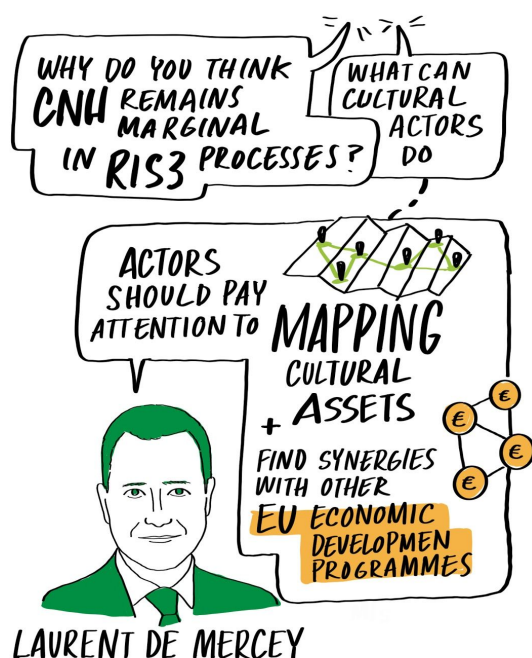 WHY DO YOU THINK
CNH REMAINS
MARGINAL
IN RIS3 PROCESSES?
WHAT CAN
CULTURAL
ACTORS
DO
ACTORS
SHOULD PAY
ATTENTION TO MAPPING
CULTURAL
+ ASSETS
FIND SYNERGIES
WITH OTHER
EU ECONOMIC
DEVELOPMEN
PROGRAMMES
€
€
€
€
LAURENT DE MERCEY